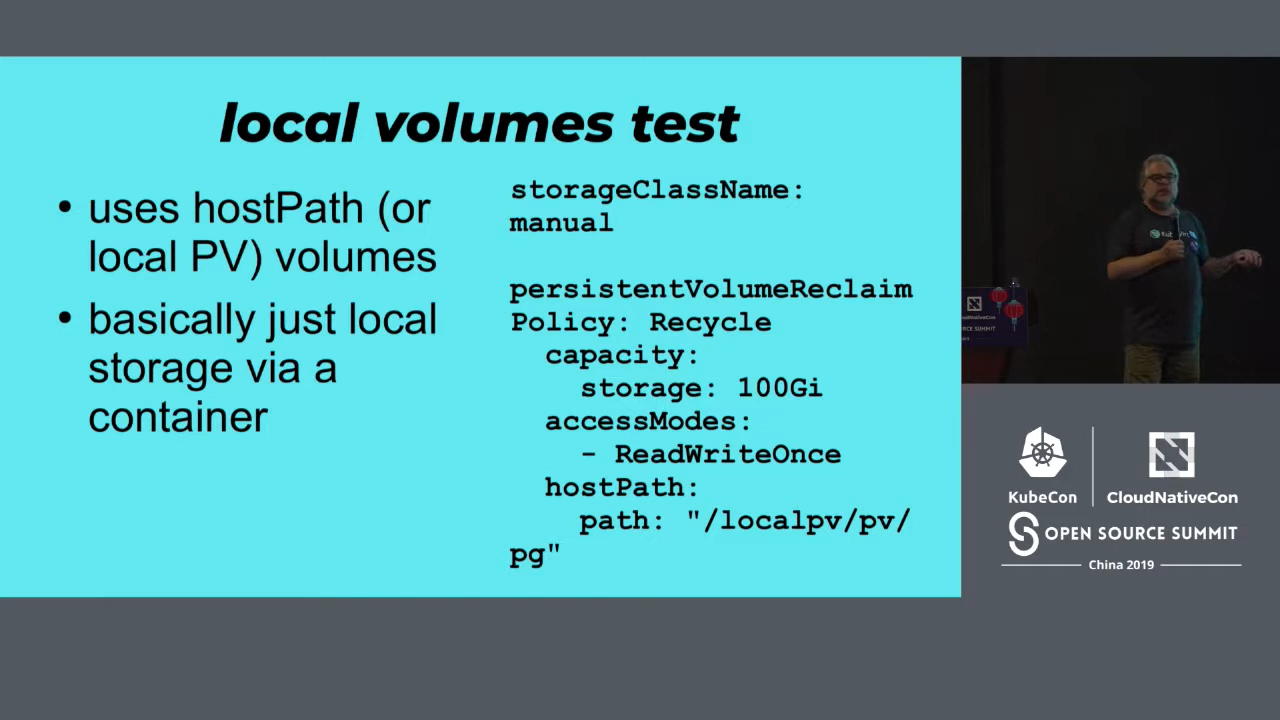 local volumes test
• uses hostPath (or
local PV) volumes
• basically just local
storage via a
container
storageClassName:
manual
persistentVolumeReclaim
Policy: Recycle
capacity:
storage: 100Gi
accessModes:
- ReadWriteOnce
hostPath:
path: "/localpv/pv/
pg"
KubeCon
CloudNativeCon
OPEN SOURCE SUMMIT
China 2019